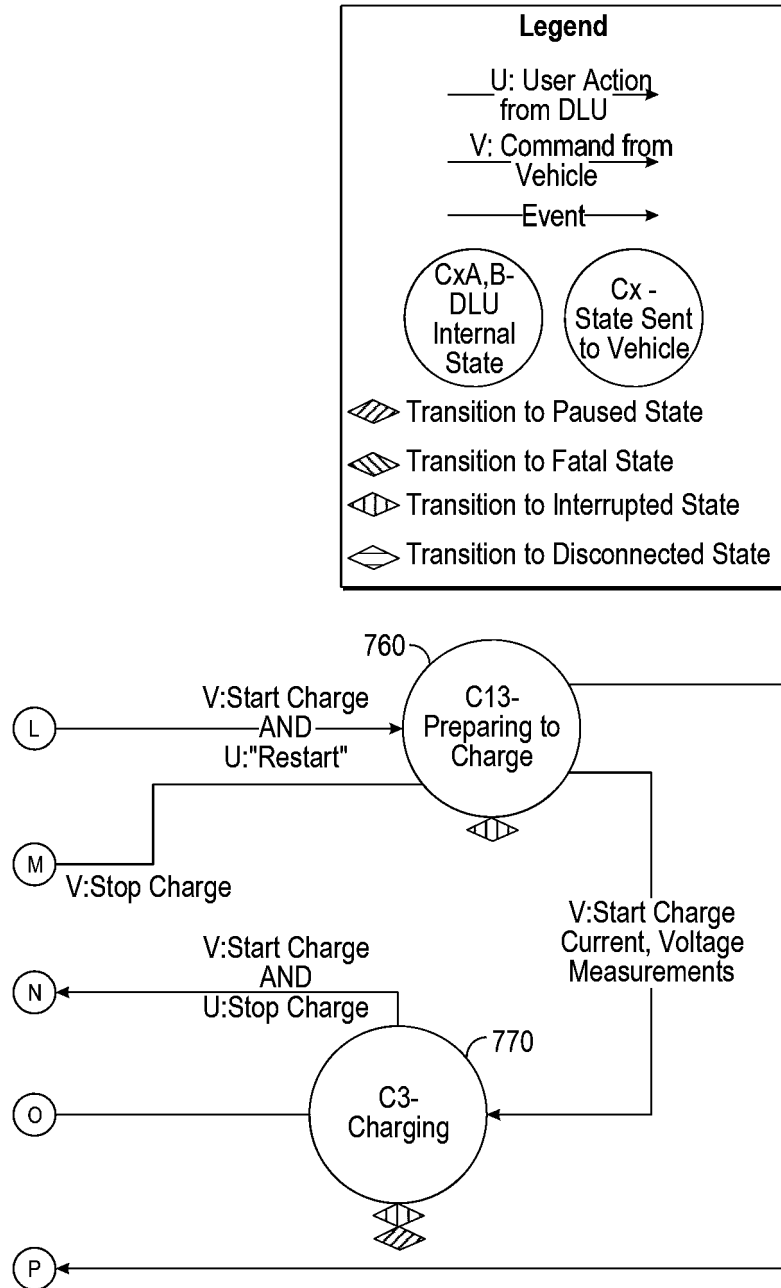 Legend
U: User Action
from DLU
V: Command from
Vehicle
Event
CxA,B-
DLU
Internal
State
Cx -
State Sent
to Vehicle
Transition to Paused State
Transition to Fatal State
Transition to Interrupted State
Transition to Disconnected State
760
L
V:Start Charge
AND
U:"Restart"
C13-
Preparing to
Charge
M
V:Stop Charge
V:Start Charge
Current, Voltage
Measurements
N
V:Start Charge
AND
U:Stop Charge
770
O
C3-
Charging
P